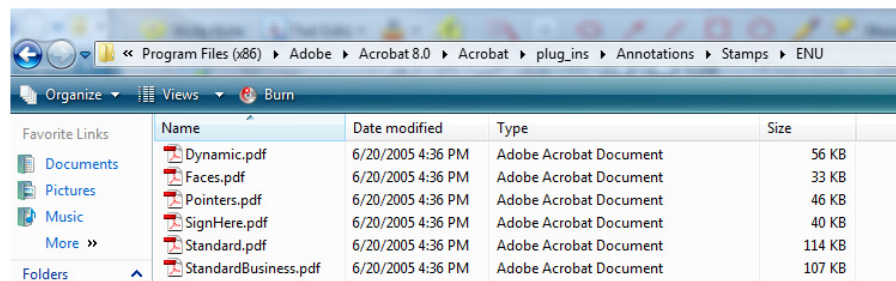 « Program Files (x86) ▸ Adobe ▸ Acrobat 8.0 ▸ Acrobat ▸ plug_ins ▸ Annotations ▸ Stamps ▸ ENU
Organize Views Burn
Favorite Links
Documents
Pictures
Music
More »
Folders
Name Date modified Type Size
Dynamic.pdf 6/20/2005 4:36 PM Adobe Acrobat Document 56 KB
Faces.pdf 6/20/2005 4:36 PM Adobe Acrobat Document 33 KB
Pointers.pdf 6/20/2005 4:36 PM Adobe Acrobat Document 46 KB
SignHere.pdf 6/20/2005 4:36 PM Adobe Acrobat Document 40 KB
Standard.pdf 6/20/2005 4:36 PM Adobe Acrobat Document 114 KB
StandardBusiness.pdf 6/20/2005 4:36 PM Adobe Acrobat Document 107 KB